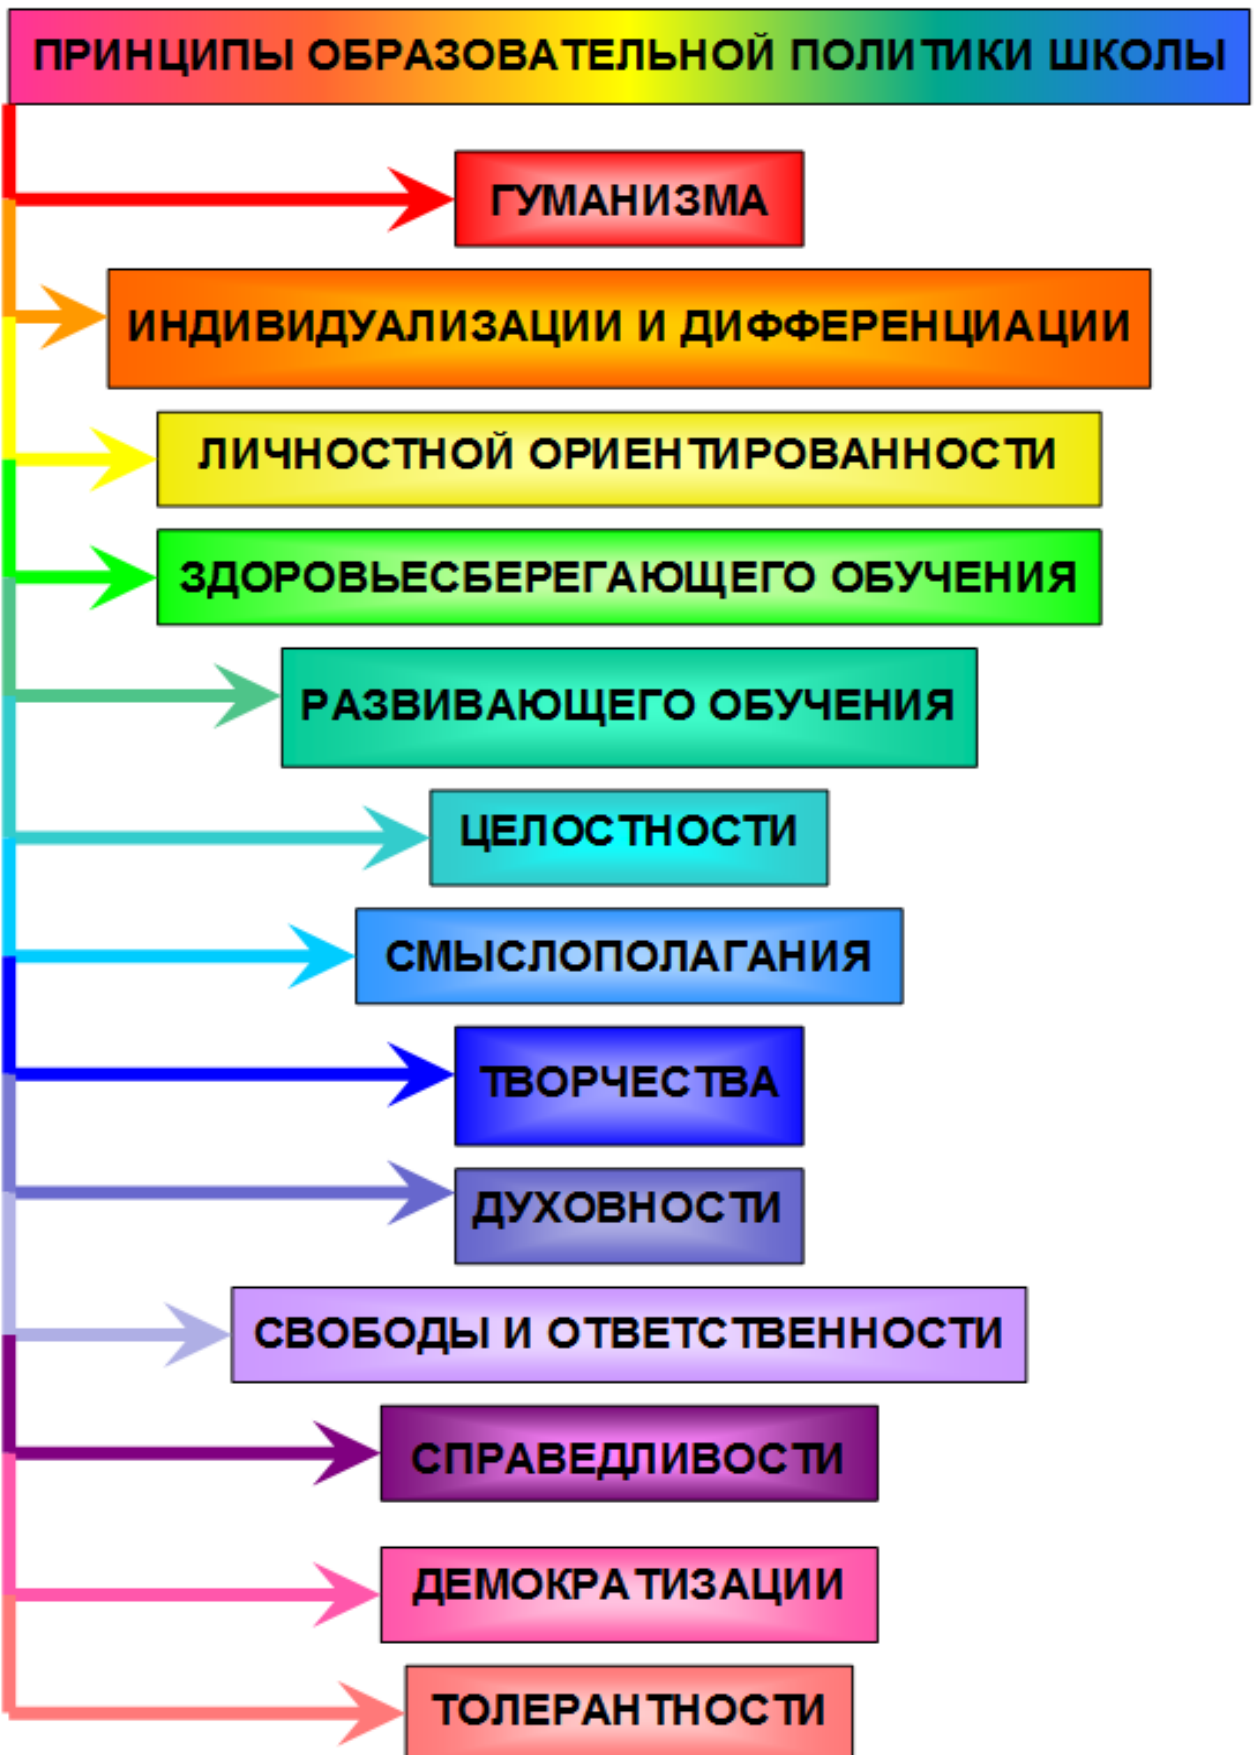 ПРИНЦИПЫ ОБРАЗОВАТЕЛЬНОЙ ПОЛИТИКИ ШКОЛЫ
ГУМАНИЗМА
ИНДИВИДУАЛИЗАЦИИ И ДИФФЕРЕНЦИАЦИИ
ЛИЧНОСТНОЙ ОРИЕНТИРОВАННОСТИ
ЗДОРОВЬЕСБЕРЕГАЮЩЕГО ОБУЧЕНИЯ
РАЗВИВАЮЩЕГО ОБУЧЕНИЯ
ЦЕЛОСТНОСТИ
СМЫСЛОПОЛАГАНИЯ
ТВОРЧЕСТВА
ДУХОВНОСТИ
СВОБОДЫ И ОТВЕТСТВЕННОСТИ
СПРАВЕДЛИВОСТИ
ДЕМОКРАТИЗАЦИИ
ТОЛЕРАНТНОСТИ